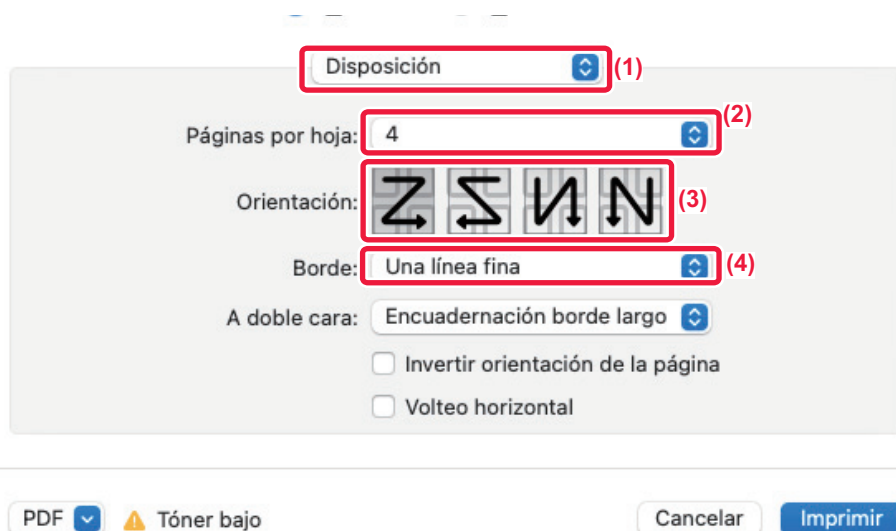 Disposición (1)
(2)
Páginas por hoja: 4
Orientación: (3)
Borde: Una línea fina (4)
A doble cara: Encuadernación borde largo
Invertir orientación de la página
Volteo horizontal
PDF Tóner bajo Cancelar Imprimir